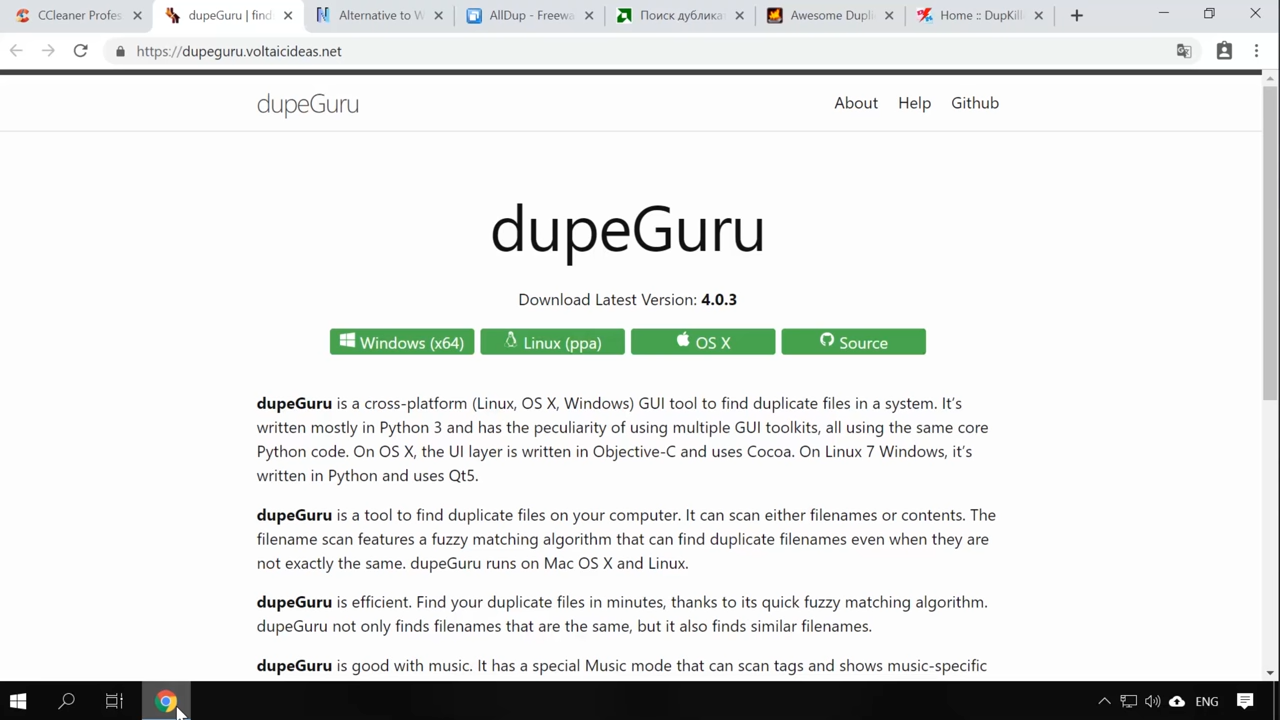 CCleaner Profes
dupeGuru | find
Alternative to W
AllDup - Freewa
Поиск дублика
Awesome Dupl
Home :: DupKill
https://dupeguru.voltaicideas.net
dupeGuru
About
Help
Github
dupeGuru
Download Latest Version: 4.0.3
Windows (x64)
Linux (ppa)
OS X
Source
dupeGuru is a cross-platform (Linux, OS X, Windows) GUI tool to find duplicate files in a system. It's
written mostly in Python 3 and has the peculiarity of using multiple GUI toolkits, all using the same core
Python code. On OS X, the UI layer is written in Objective-C and uses Cocoa. On Linux 7 Windows, it's
written in Python and uses Qt5.
dupeGuru is a tool to find duplicate files on your computer. It can scan either filenames or contents. The
filename scan features a fuzzy matching algorithm that can find duplicate filenames even when they are
not exactly the same. dupeGuru runs on Mac OS X and Linux.
dupeGuru is efficient. Find your duplicate files in minutes, thanks to its quick fuzzy matching algorithm.
dupeGuru not only finds filenames that are the same, but it also finds similar filenames.
dupeGuru is good with music. It has a special Music mode that can scan tags and shows music-specific
ENG